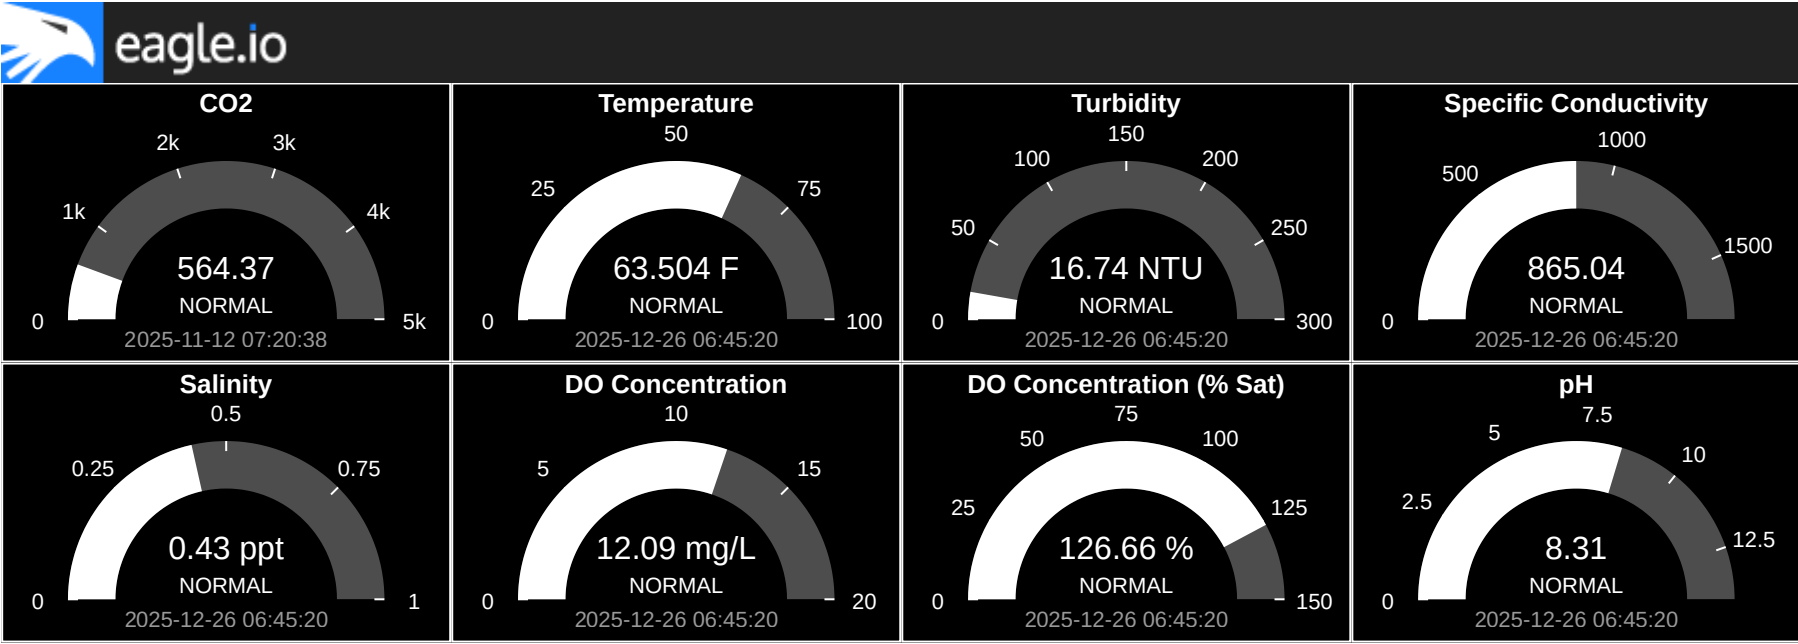 eagle.io
CO2
0
1k
2k
3k
4k
5k
564.37
NORMAL
2025-11-12 07:20:38
Temperature
0
25
50
75
100
63.504 F
NORMAL
2025-12-26 06:45:20
Turbidity
0
50
100
150
200
250
300
16.74 NTU
NORMAL
2025-12-26 06:45:20
Specific Conductivity
0
500
1000
1500
865.04
NORMAL
2025-12-26 06:45:20
Salinity
0
0.25
0.5
0.75
1
0.43 ppt
NORMAL
2025-12-26 06:45:20
DO Concentration
0
5
10
15
20
12.09 mg/L
NORMAL
2025-12-26 06:45:20
DO Concentration (% Sat)
0
25
50
75
100
125
150
126.66 %
NORMAL
2025-12-26 06:45:20
pH
0
2.5
5
7.5
10
12.5
8.31
NORMAL
2025-12-26 06:45:20